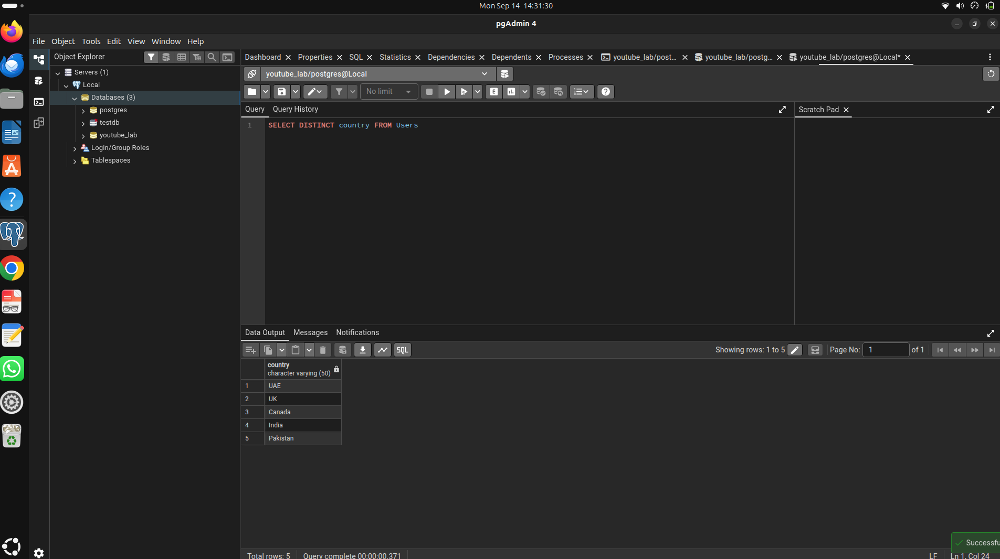 Mon Sep 14 14:31:30
pgAdmin 4
File Object Tools Edit View Window Help
Object Explorer
Dashboard Properties SQL Statistics Dependencies Dependents Processes youtube_lab/post... youtube_lab/postg... youtube_lab/postgres@Local*
Servers (1)
Local
Databases (3)
postgres
testdb
youtube_lab
Login/Group Roles
Tablespaces
youtube_lab/postgres@Local
No limit
E
Query Query History
Scratch Pad
1 SELECT DISTINCT country FROM Users
Data Output Messages Notifications
SQL
Showing rows: 1 to 5
Page No: 1 of 1
country
character varying (50)
1 UAE
2 UK
3 Canada
4 India
5 Pakistan
Successfu
Total rows: 5 Query complete 00:00:00.371
LF Ln 1, Col 24